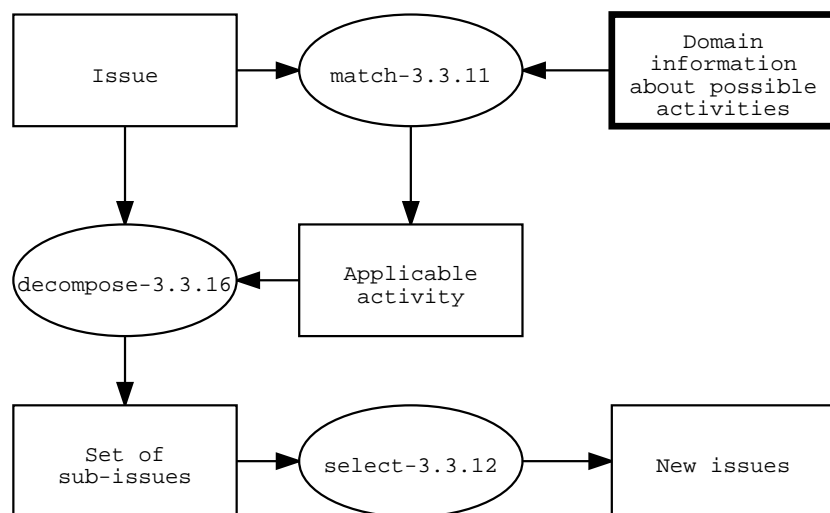 Issue
match-3.3.11
Domain
information
about possible
activities
decompose-3.3.16
Applicable
activity
Set of
sub-issues
select-3.3.12
New issues